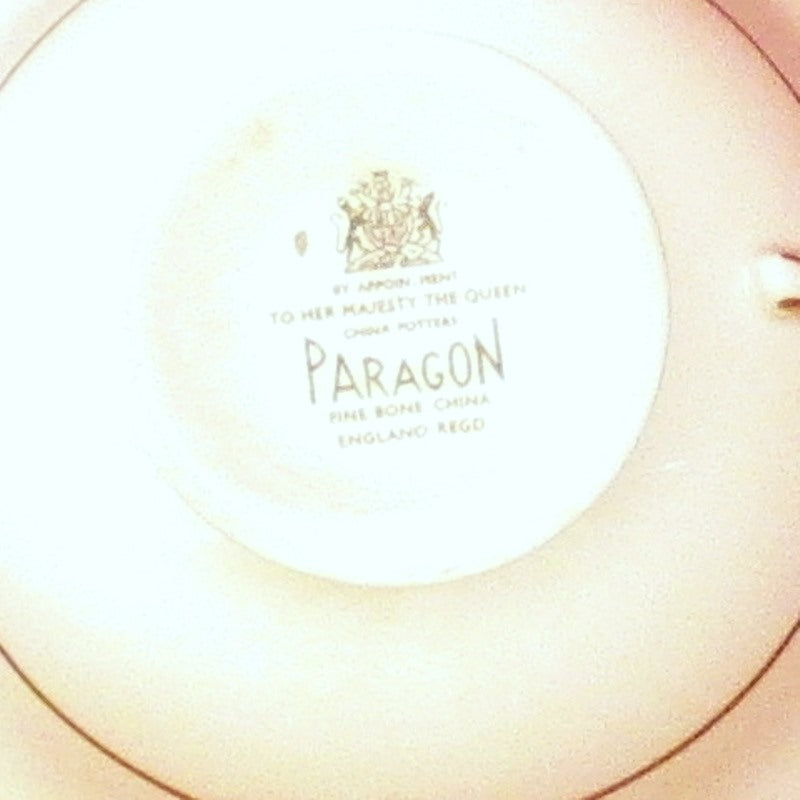 BY APPOINTMENT
TO HER MAJESTY THE QUEEN
CHINA POTTERS
PARAGON
FINE BONE CHINA
ENGLAND REGD